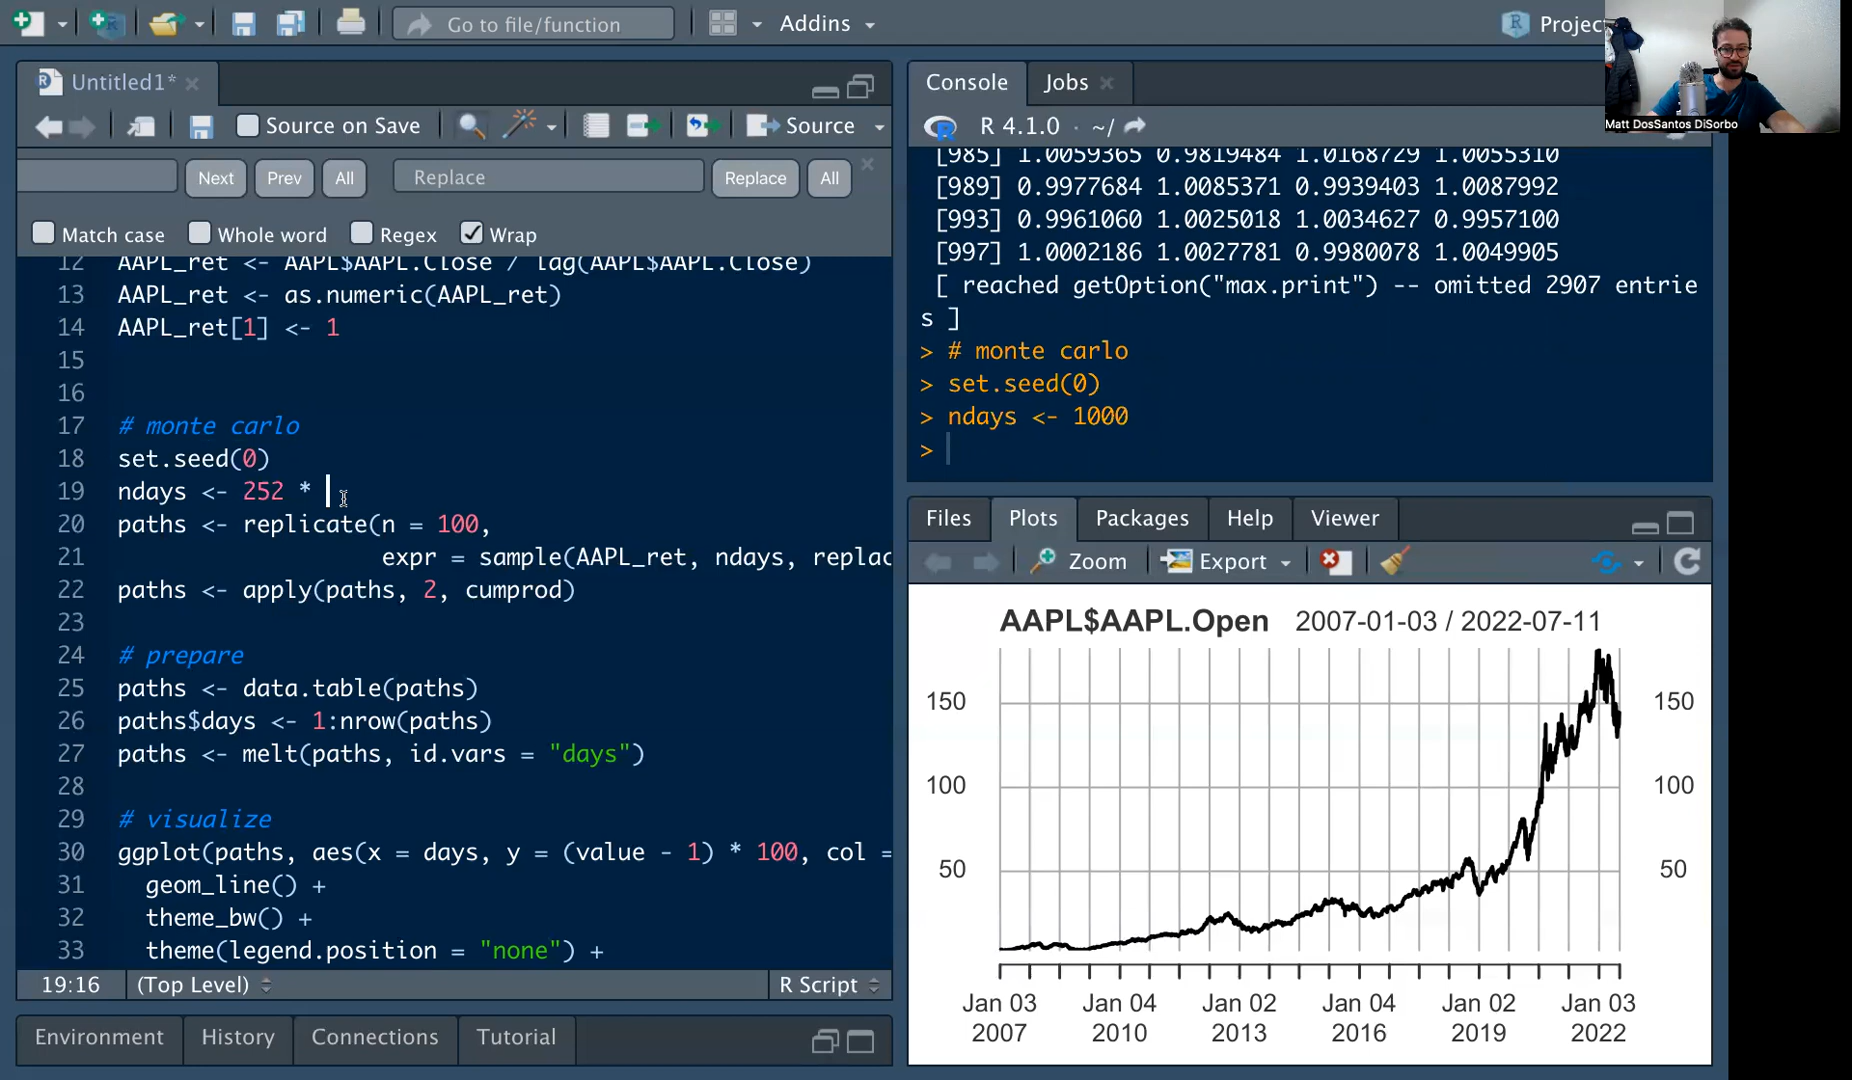 Go to file/function
Addins
Matt DosSantos DiSorbo
Untitled1*
Source on Save
Source
Next
Prev
All
Replace
Replace
All
Match case
Whole word
Regex
Wrap
12 AAPL_ret <- AAPL$AAPL.Close / lag(AAPL$AAPL.Close)
13 AAPL_ret <- as.numeric(AAPL_ret)
14 AAPL_ret[1] <- 1
15
16
17 # monte carlo
18 set.seed(0)
19 ndays <- 252 *
20 paths <- replicate(n = 100,
21 expr = sample(AAPL_ret, ndays, replac
22 paths <- apply(paths, 2, cumprod)
23
24 # prepare
25 paths <- data.table(paths)
26 paths$days <- 1:nrow(paths)
27 paths <- melt(paths, id.vars = "days")
28
29 # visualize
30 ggplot(paths, aes(x = days, y = (value - 1) * 100, col =
31 geom_line() +
32 theme_bw() +
33 theme(legend.position = "none") +
19:16
(Top Level)
R Script
Environment
History
Connections
Tutorial
Console
Jobs
R 4.1.0 · ~/
[985] 1.0059365 0.9819484 1.0168729 1.0055310
[989] 0.9977684 1.0085371 0.9939403 1.0087992
[993] 0.9961060 1.0025018 1.0034627 0.9957100
[997] 1.0002186 1.0027781 0.9980078 1.0049905
[ reached getOption("max.print") -- omitted 2907 entrie
s ]
> # monte carlo
> set.seed(0)
> ndays <- 1000
>
Files
Plots
Packages
Help
Viewer
Zoom
Export
AAPL$AAPL.Open 2007-01-03 / 2022-07-11
150 150
100 100
50 50
Jan 03 Jan 04 Jan 02 Jan 04 Jan 02 Jan 03
2007 2010 2013 2016 2019 2022